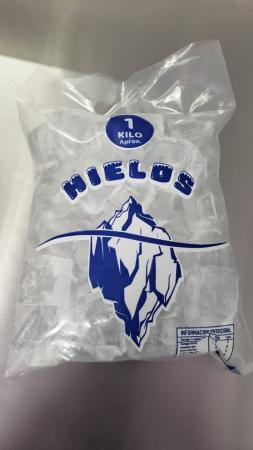 1
KILO
Aprox.
HIELOS
INFORMACION NUTRICIONAL